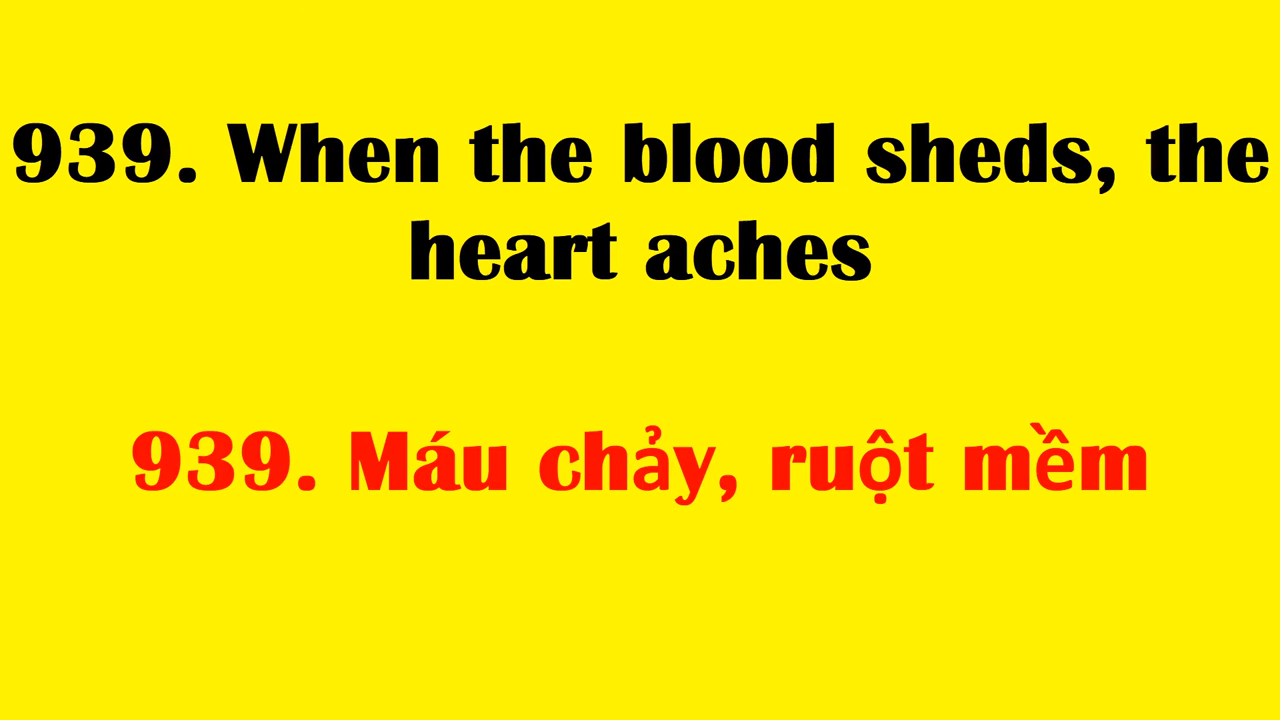 939. When the blood sheds, the
heart aches
939. Máu chảy, ruột mềm